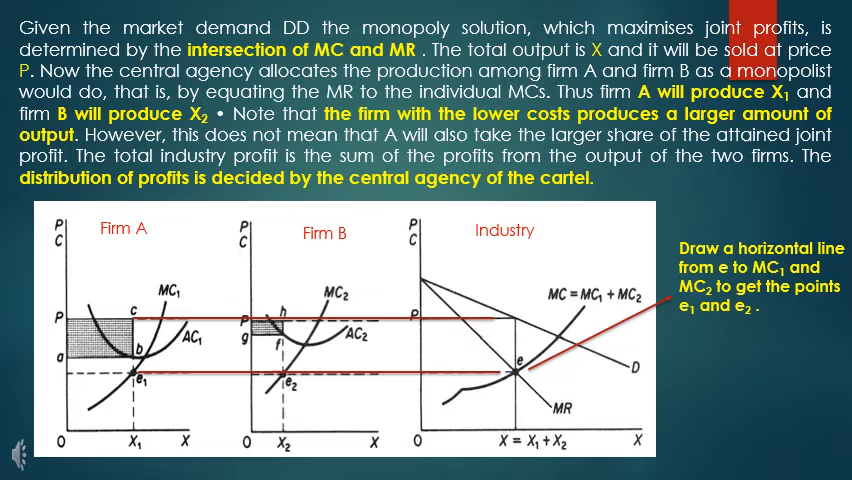 Given the market demand DD the monopoly solution, which maximises joint profits, is
determined by the intersection of MC and MR . The total output is X and it will be sold at price
P. Now the central agency allocates the production among firm A and firm B as a monopolist
would do, that is, by equating the MR to the individual MCs. Thus firm A will produce X₁ and
firm B will produce X₂ • Note that the firm with the lower costs produces a larger amount of
output. However, this does not mean that A will also take the larger share of the attained joint
profit. The total industry profit is the sum of the profits from the output of the two firms. The
distribution of profits is decided by the central agency of the cartel.
P
C
Firm A
MC₁
P
c
AC₁
a
b
e₁
O
X₁
X
P
C
Firm B
MC₂
P
h
g
f
AC₂
e₂
O
X₂
X
P
C
Industry
MC = MC₁ + MC₂
P
e
D
MR
O
X = X₁ + X₂
X
Draw a horizontal line
from e to MC₁ and
MC₂ to get the points
e₁ and e₂ .